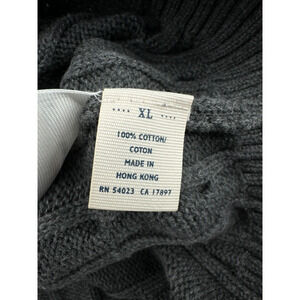 .... XL ....
100% COTTON/
COTON
MADE IN
HONG KONG
RN 54023 CA 17897